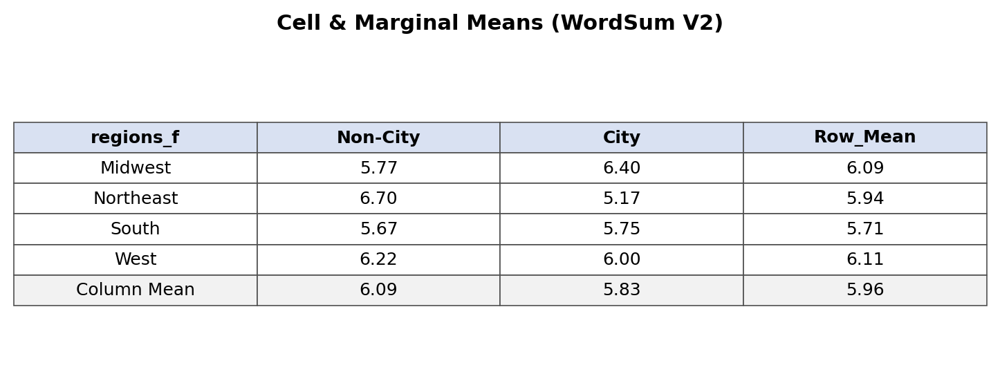 Cell & Marginal Means (WordSum V2)
regions_f Non-City City Row_Mean
Midwest 5.77 6.40 6.09
Northeast 6.70 5.17 5.94
South 5.67 5.75 5.71
West 6.22 6.00 6.11
Column Mean 6.09 5.83 5.96